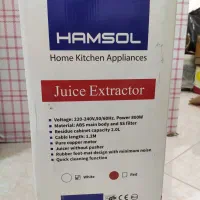 HAMSOL
Home Kitchen Appliances
Juice Extractor
• Voltage: 220-240V,50/60Hz, Power 800W
• Material: ABS main body and SS filter
• Residue cabinet capacity 2.0L
• Cable length: 1.2M
• Pure copper motor
• Juicer without pusher
• Rubber foot-mat design with minimum noise
• Quick cleaning function
White
Red